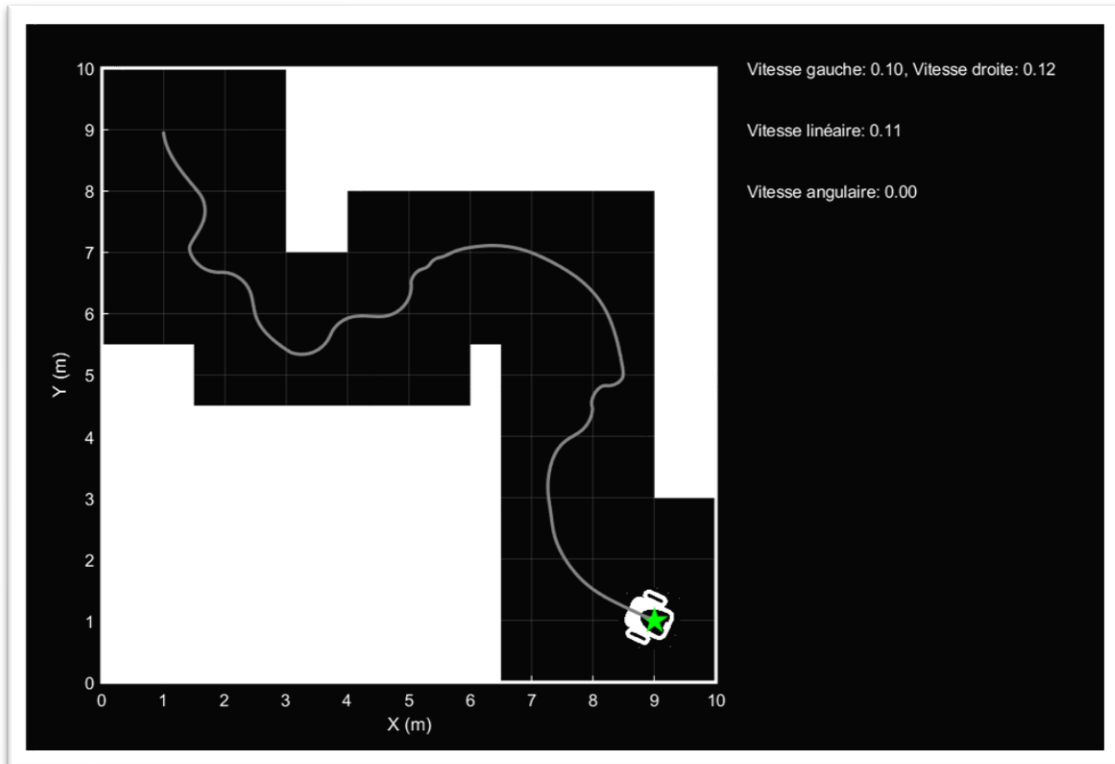 Vitesse gauche: 0.10, Vitesse droite: 0.12
Vitesse linéaire: 0.11
Vitesse angulaire: 0.00
10
9
8
7
6
5
4
3
2
1
0
Y (m)
0 1 2 3 4 5 6 7 8 9 10
X (m)